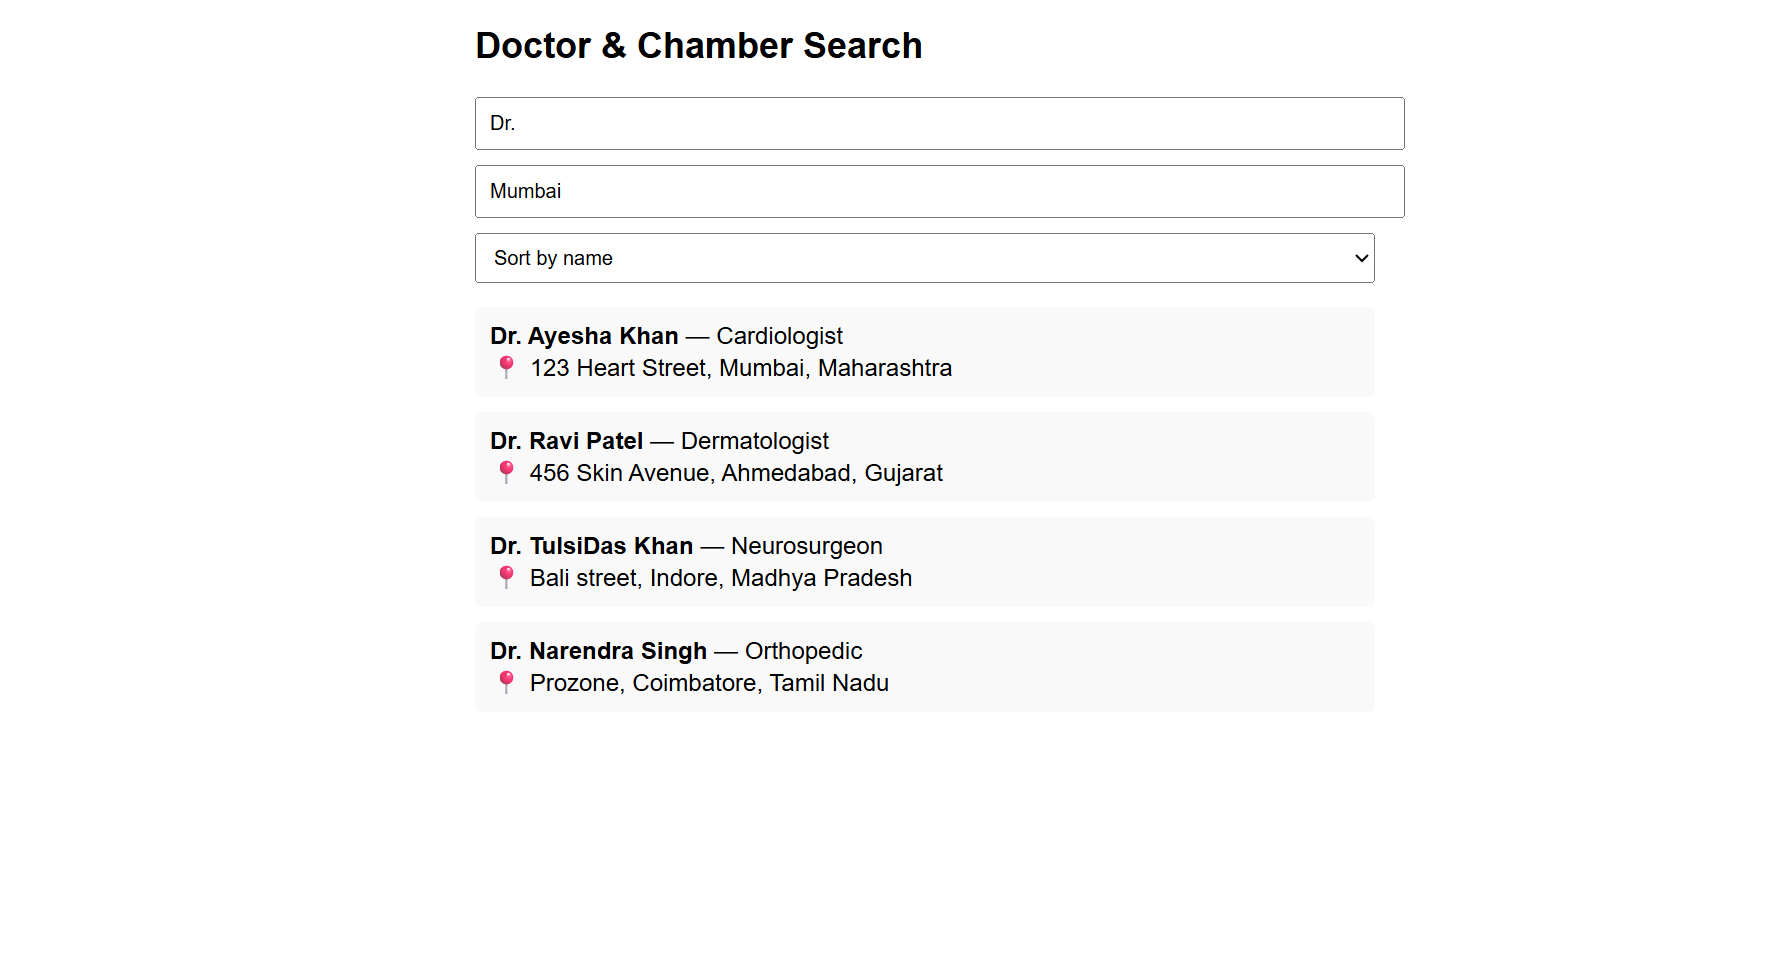 Doctor & Chamber Search
Dr.
Mumbai
Sort by name
Dr. Ayesha Khan — Cardiologist
📍 123 Heart Street, Mumbai, Maharashtra
Dr. Ravi Patel — Dermatologist
📍 456 Skin Avenue, Ahmedabad, Gujarat
Dr. TulsiDas Khan — Neurosurgeon
📍 Bali street, Indore, Madhya Pradesh
Dr. Narendra Singh — Orthopedic
📍 Prozone, Coimbatore, Tamil Nadu